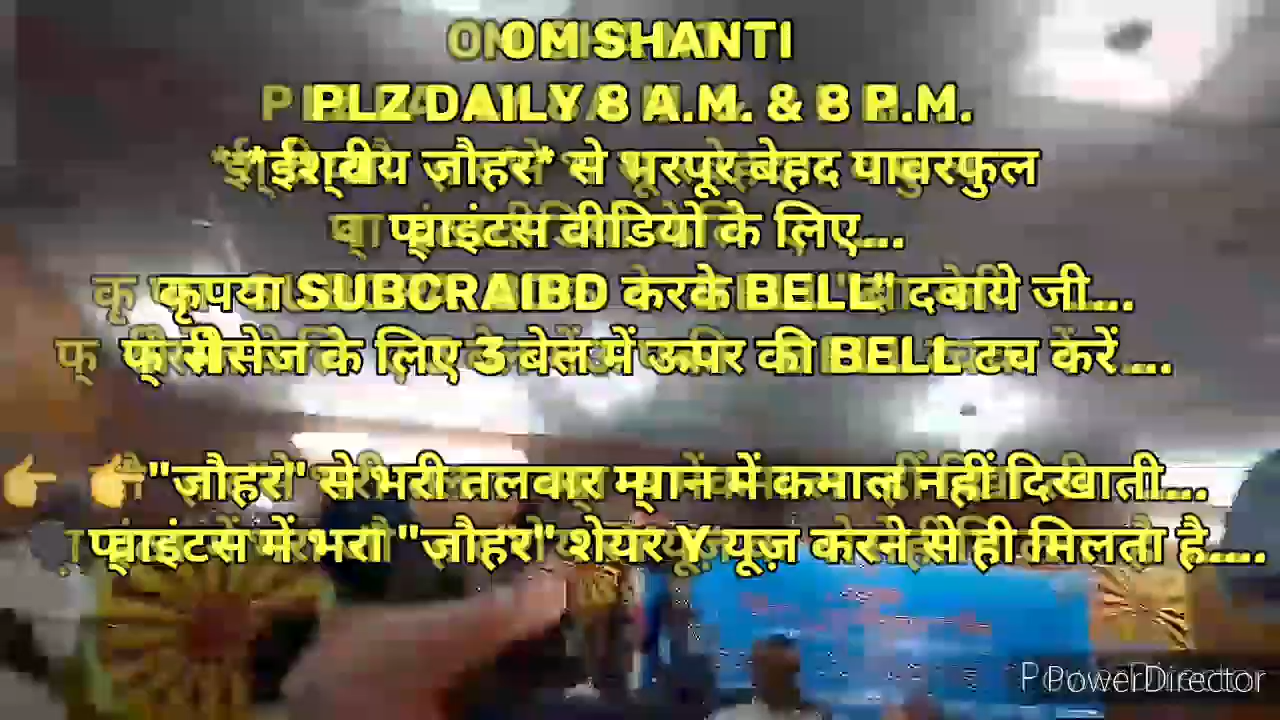 OM SHANTI
PLZ DAILY 8 A.M. & 8 P.M.
*ईश्वरीय ज़ौहर* से भरपूर बेहद पावरफुल
प्वाइंटस वीडियो के लिए...
कृपया SUBCRAIBD करके BELL" दबाये जी...
फ्री मैसेज के लिए 3 बेल में ऊपर की BELL टच करें ...
👉 "ज़ौहर" से भरी तलवार म्यान में कमाल नहीं दिखाती...
प्वाइंटस में भरा "ज़ौहर" शेयर Y यूज़ करने से ही मिलता है....
PowerDirector